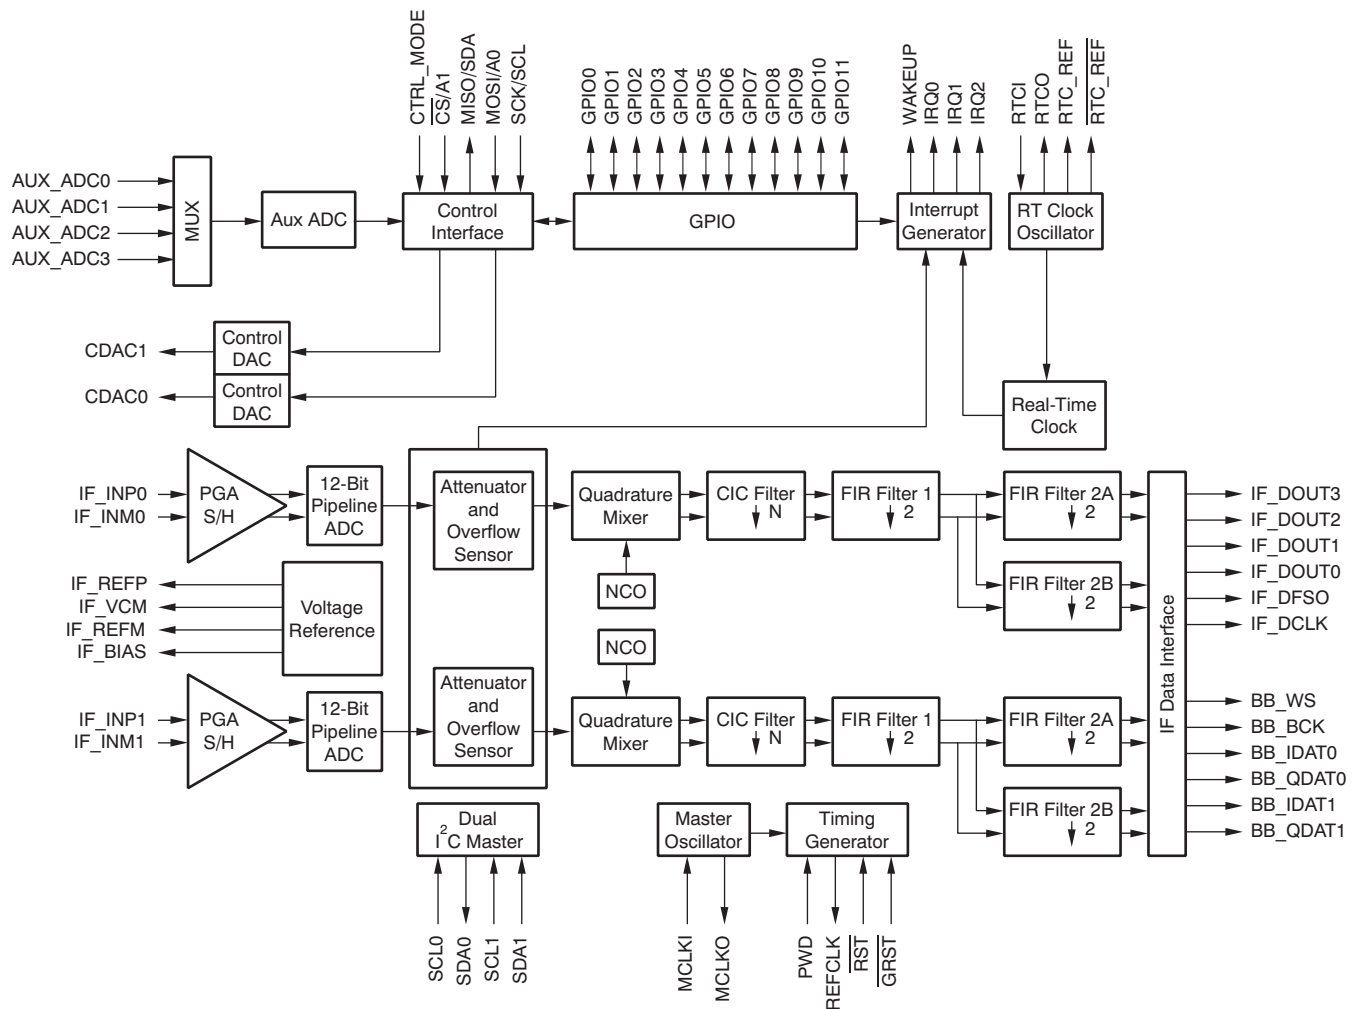 CTRL_MODE
CS/A1
MISO/SDA
MOSI/A0
SCK/SCL
GPIO0
GPIO1
GPIO2
GPIO3
GPIO4
GPIO5
GPIO6
GPIO7
GPIO8
GPIO9
GPIO10
GPIO11
WAKEUP
IRQ0
IRQ1
IRQ2
RTCI
RTCO
RTC_REF
RTC_REF
AUX_ADC0
AUX_ADC1
AUX_ADC2
AUX_ADC3
MUX
Aux ADC
Control
Interface
GPIO
Interrupt
Generator
RT Clock
Oscillator
CDAC1
Control
DAC
CDAC0
Control
DAC
Real-Time
Clock
IF_INP0
IF_INM0
PGA
S/H
12-Bit
Pipeline
ADC
Attenuator
and
Overflow
Sensor
Quadrature
Mixer
CIC Filter
↓ N
FIR Filter 1
↓ 2
FIR Filter 2A
↓ 2
IF_DOUT3
IF_DOUT2
IF_DOUT1
IF_DOUT0
IF_DFSO
IF_DCLK
NCO
FIR Filter 2B
↓ 2
IF_REFP
IF_VCM
IF_REFM
IF_BIAS
Voltage
Reference
NCO
IF Data Interface
IF_INP1
IF_INM1
PGA
S/H
12-Bit
Pipeline
ADC
Attenuator
and
Overflow
Sensor
Quadrature
Mixer
CIC Filter
↓ N
FIR Filter 1
↓ 2
FIR Filter 2A
↓ 2
BB_WS
BB_BCK
BB_IDAT0
BB_QDAT0
BB_IDAT1
BB_QDAT1
FIR Filter 2B
↓ 2
Dual
I²C Master
Master
Oscillator
Timing
Generator
SCL0
SDA0
SCL1
SDA1
MCLKI
MCLKO
PWD
REFCLK
RST
GRST